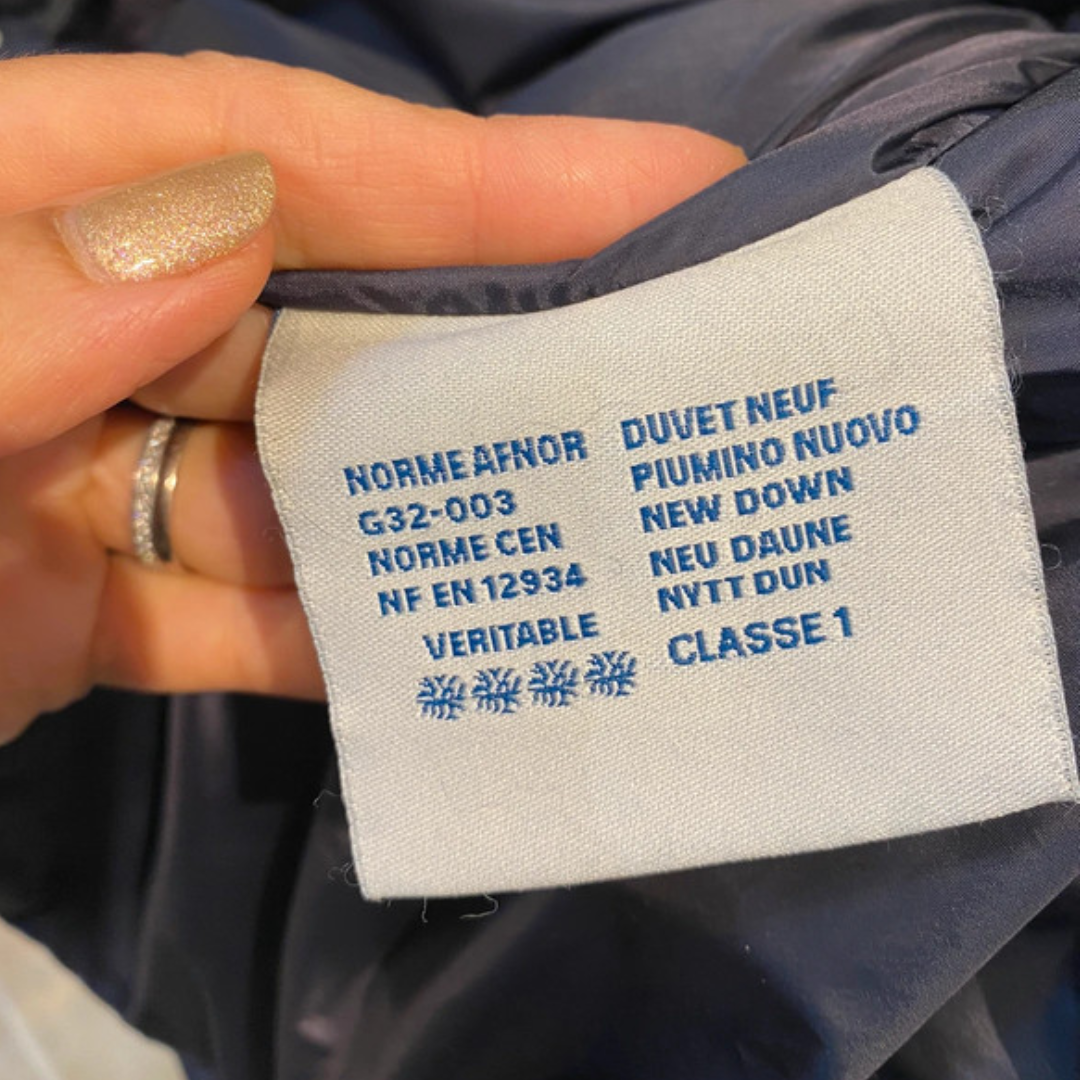 NORME AFNOR
G32-003
NORME CEN
NF EN 12934
VERITABLE
DUVET NEUF
PIUMINO NUOVO
NEW DOWN
NEU DAUNE
NYTT DUN
CLASSE 1